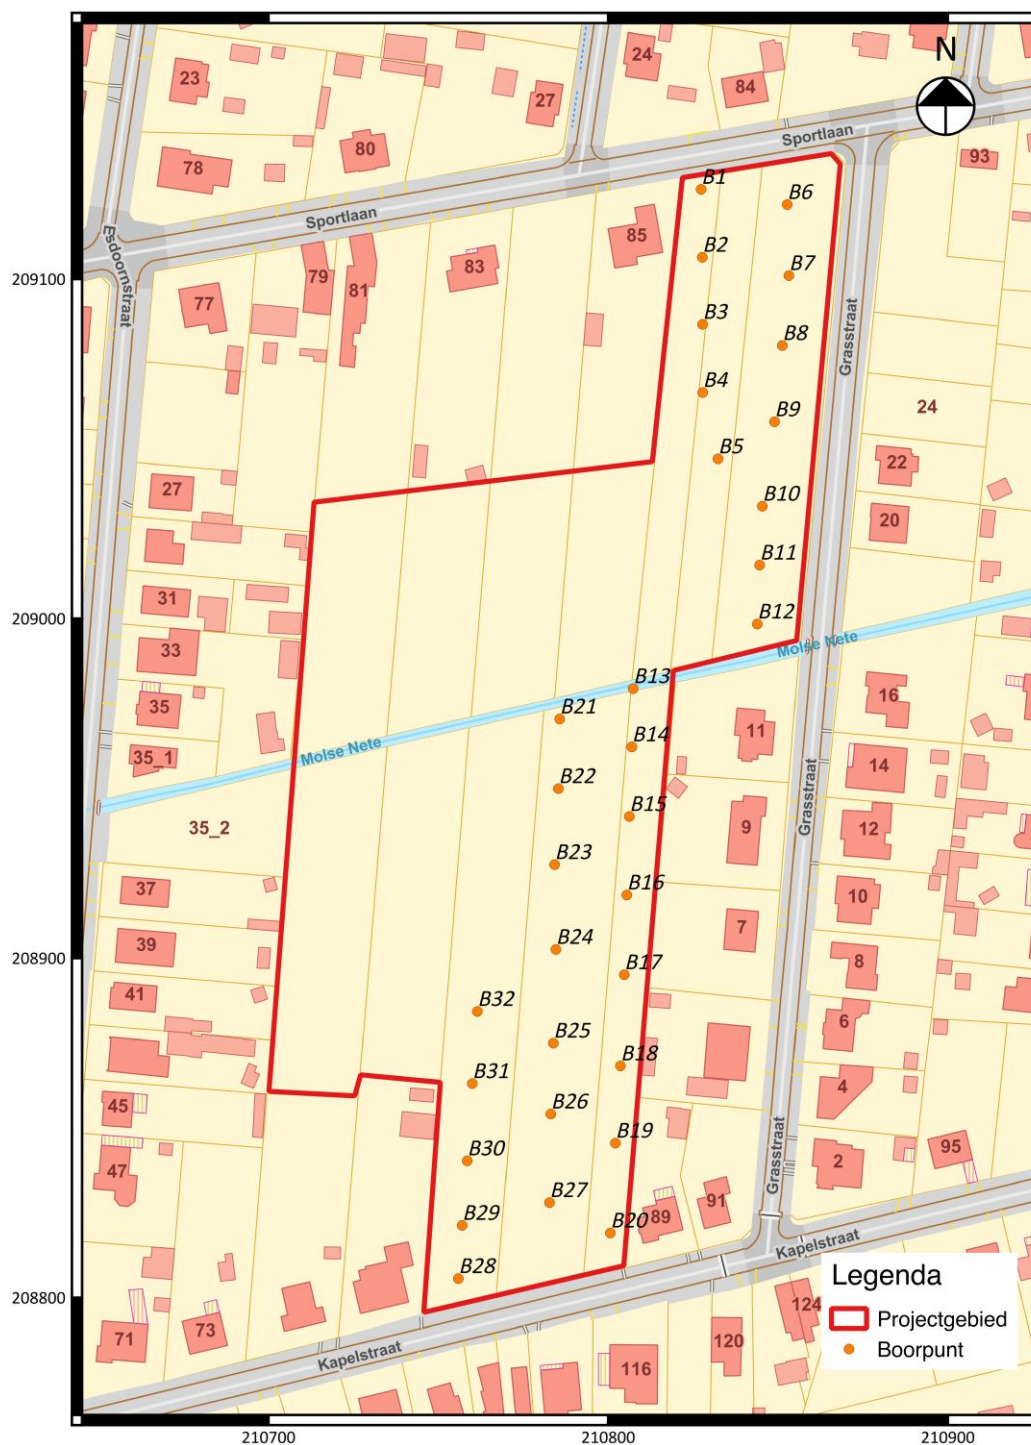 N
23
24
27
84
80
78
Sportlaan
93
B1
B6
Sportlaan
85
B2
Esdoornstraat
79
81
83
B7
209100
77
B3
Grasstraat
B8
B4
24
B9
B5
22
27
B10
20
B11
31
209000
B12
33
Molse Nete
B13
16
35
B21
11
Molse Nete
B14
35_1
14
B22
Grasstraat
35_2
B15
9
12
B23
37
B16
10
7
39
B24
8
208900
B17
41
B32
6
B25
B18
4
45
B31
B26
B19
Grasstraat
95
47
B30
2
B27
91
B29
B20
89
Kapelstraat
B28
208800
Legenda
Projectgebied
Boorpunt
124
71
73
Kapelstraat
120
116
210700
210800
210900